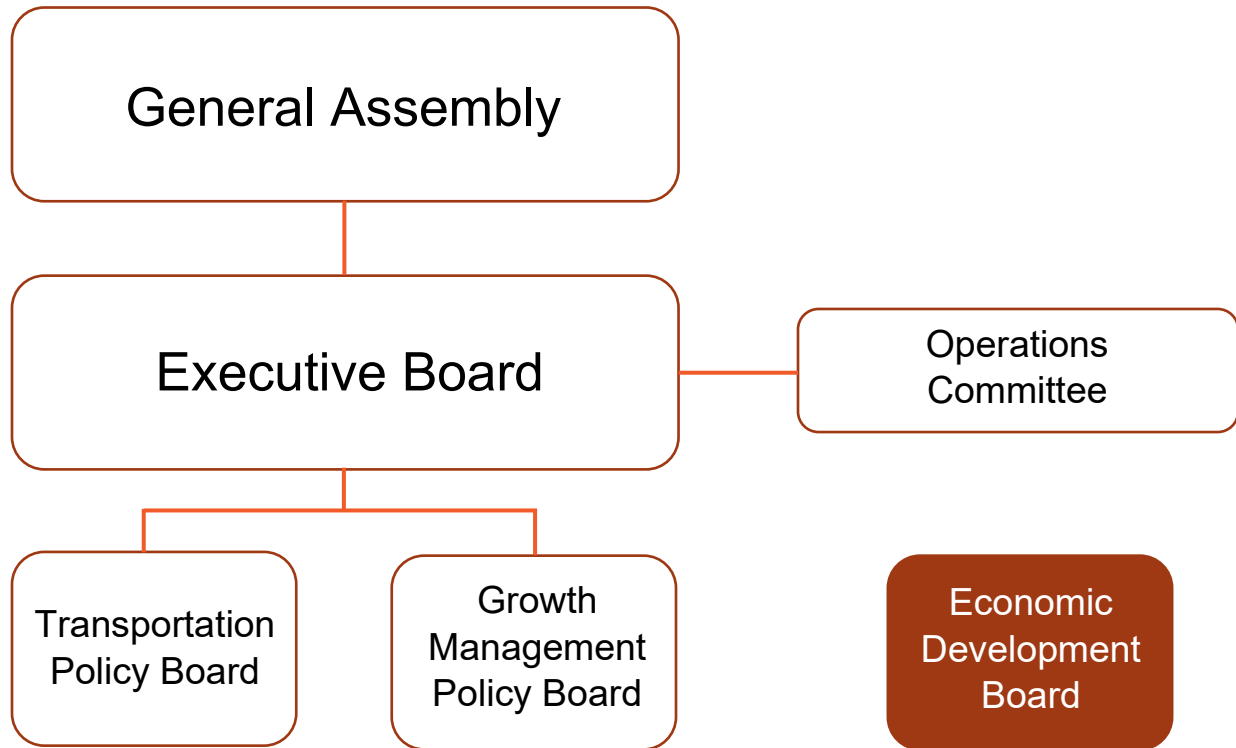 General Assembly
Executive Board
Operations
Committee
Transportation
Policy Board
Growth
Management
Policy Board
Economic
Development
Board